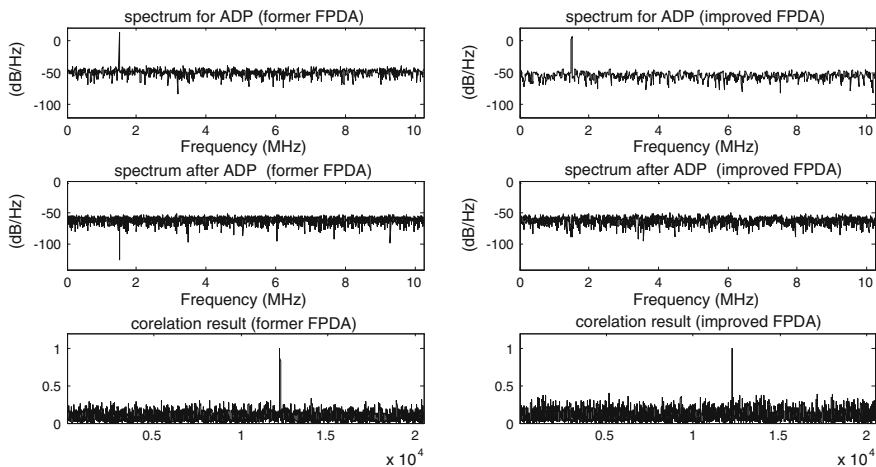 spectrum for ADP (former FPDA)
(dB/Hz)
0
-50
-100
0 2 4 6 8 10
Frequency (MHz)
spectrum for ADP (improved FPDA)
(dB/Hz)
0
-50
-100
0 2 4 6 8 10
Frequency (MHz)
spectrum after ADP (former FPDA)
(dB/Hz)
0
-50
-100
0 2 4 6 8 10
Frequency (MHz)
spectrum after ADP (improved FPDA)
(dB/Hz)
0
-50
-100
0 2 4 6 8 10
Frequency (MHz)
corelation result (former FPDA)
1
0.5
0
0.5 1 1.5 2
x 10⁴
corelation result (improved FPDA)
1
0.5
0
0.5 1 1.5 2
x 10⁴